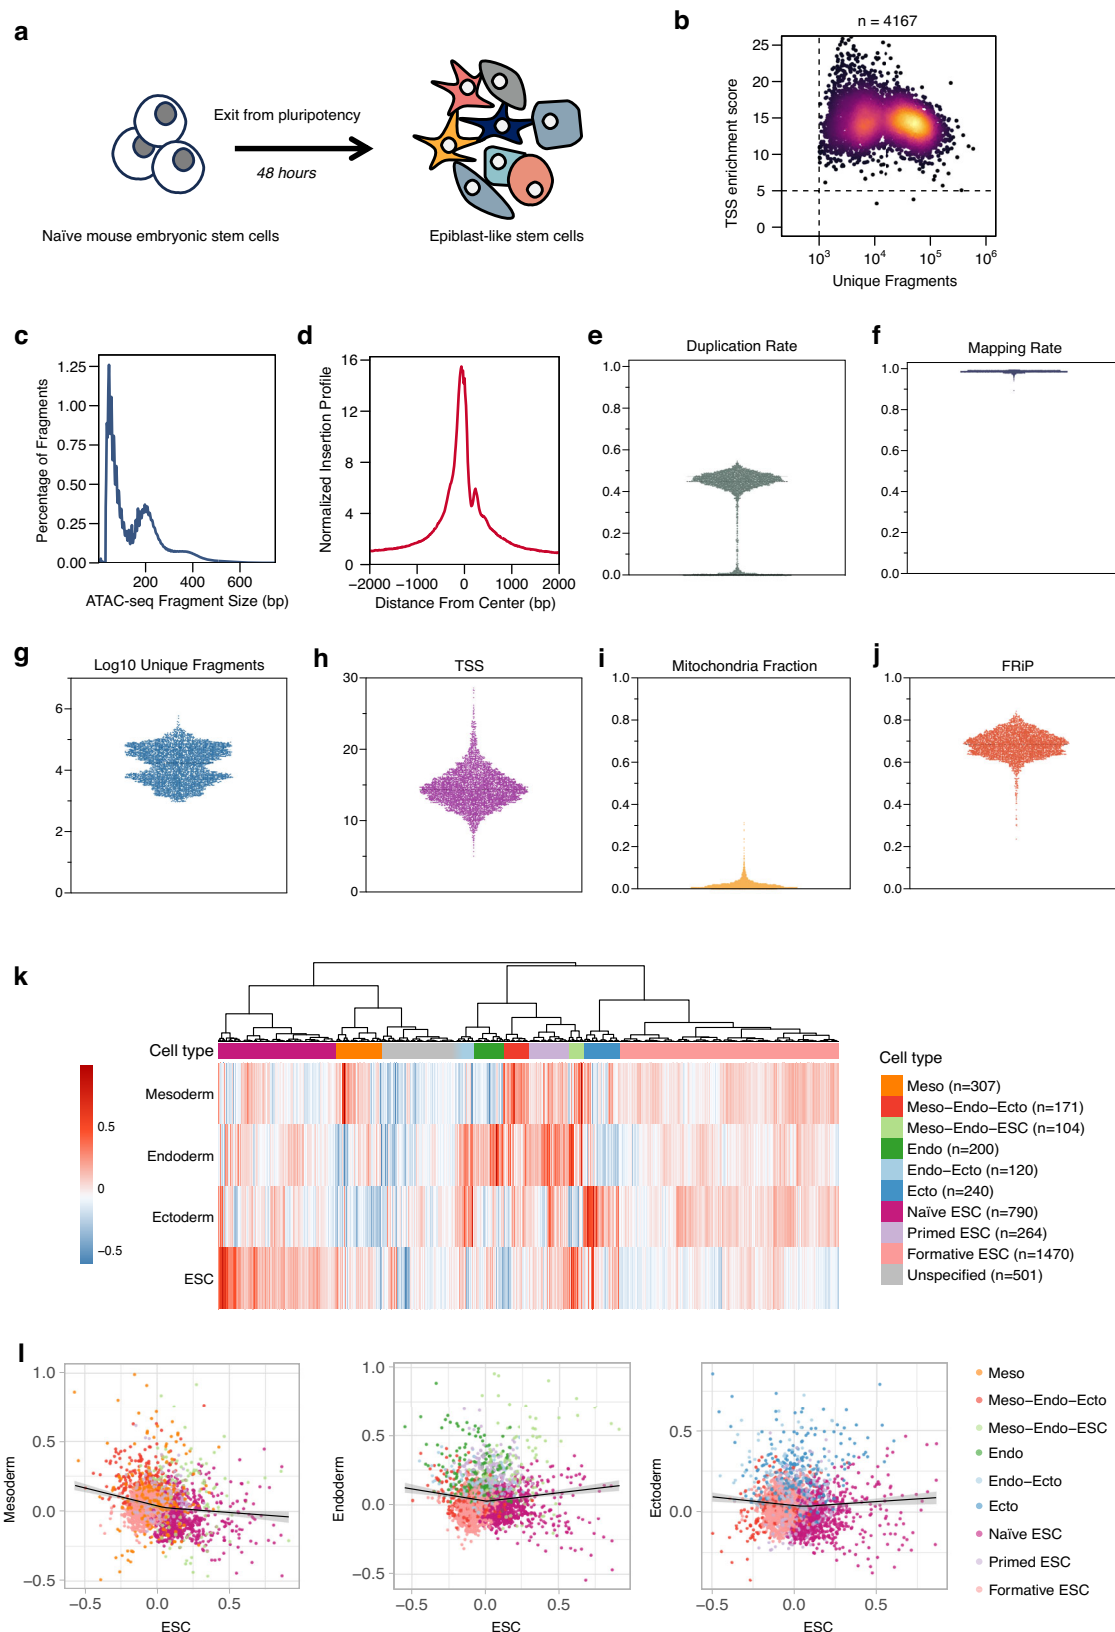 a
Exit from pluripotency
48 hours
Naïve mouse embryonic stem cells
Epiblast-like stem cells
b
n = 4167
TSS enrichment score
25
20
15
10
5
0
10³
10⁴
10⁵
10⁶
Unique Fragments
c
Percentage of Fragments
1.25
1.00
0.75
0.50
0.25
0.00
200
400
600
ATAC-seq Fragment Size (bp)
d
Normalized Insertion Profile
16
12
8
4
0
−2000
−1000
0
1000
2000
Distance From Center (bp)
e
Duplication Rate
1.0
0.8
0.6
0.4
0.2
0.0
f
Mapping Rate
1.0
0.8
0.6
0.4
0.2
0.0
g
Log10 Unique Fragments
6
4
2
0
h
TSS
30
20
10
0
i
Mitochondria Fraction
1.0
0.8
0.6
0.4
0.2
0.0
j
FRiP
1.0
0.8
0.6
0.4
0.2
0.0
k
Cell type
Mesoderm
Endoderm
Ectoderm
ESC
0.5
0
−0.5
Cell type
Meso (n=307)
Meso−Endo−Ecto (n=171)
Meso−Endo−ESC (n=104)
Endo (n=200)
Endo−Ecto (n=120)
Ecto (n=240)
Naïve ESC (n=790)
Primed ESC (n=264)
Formative ESC (n=1470)
Unspecified (n=501)
l
Mesoderm
1.0
0.5
0.0
−0.5
−0.5
0.0
0.5
ESC
Endoderm
1.0
0.5
0.0
−0.5
−0.5
0.0
0.5
ESC
Ectoderm
0.5
0.0
−0.5
0.0
0.5
ESC
Meso
Meso−Endo−Ecto
Meso−Endo−ESC
Endo
Endo−Ecto
Ecto
Naïve ESC
Primed ESC
Formative ESC